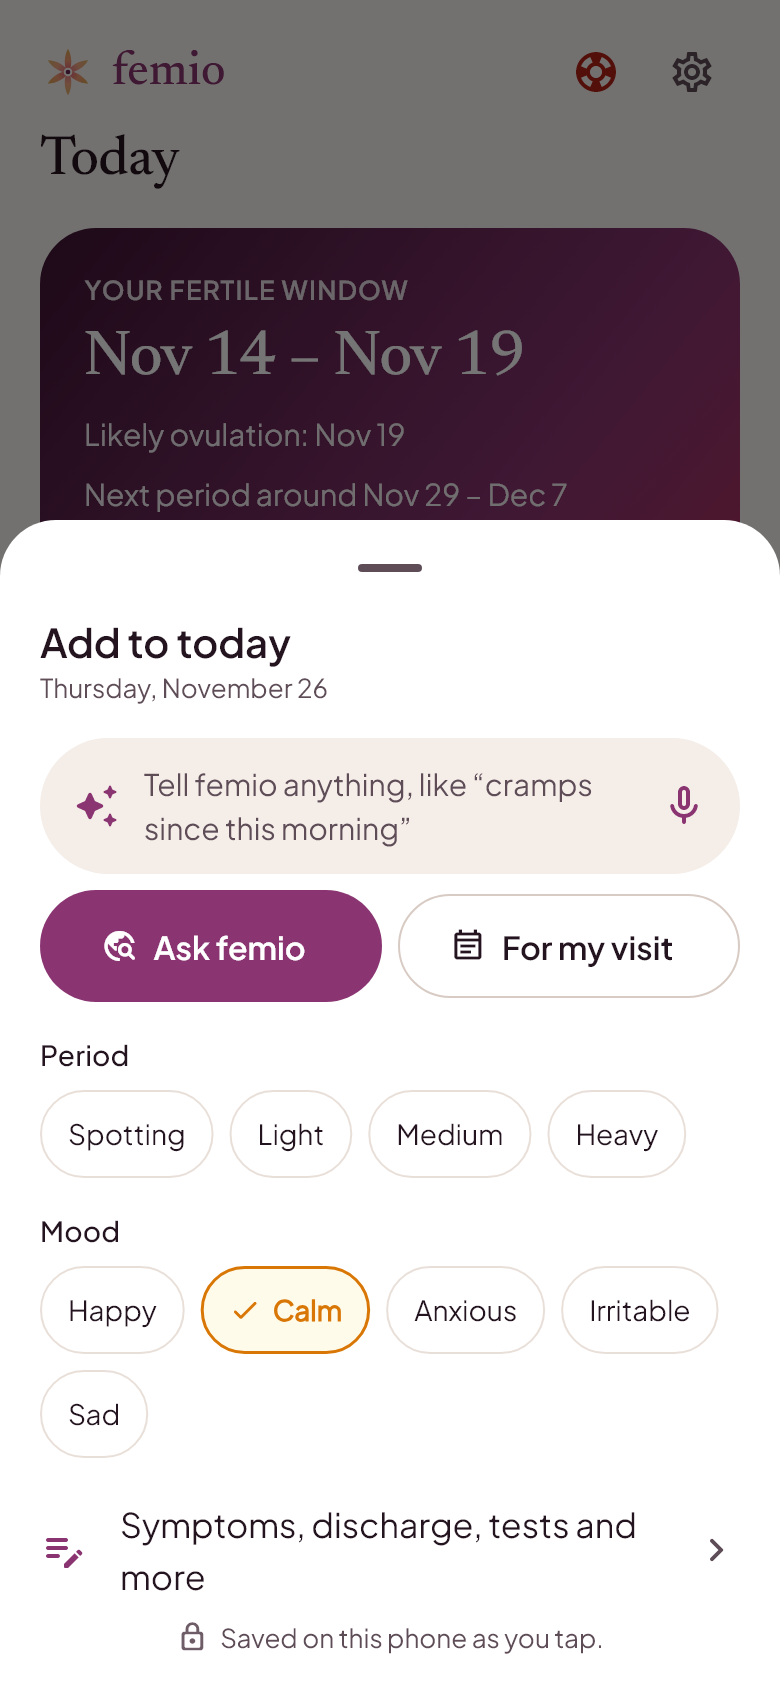 femio
Today
YOUR FERTILE WINDOW
Nov 14 – Nov 19
Likely ovulation: Nov 19
Next period around Nov 29 – Dec 7
Add to today
Thursday, November 26
Tell femio anything, like “cramps
since this morning”
Ask femio
For my visit
Period
Spotting
Light
Medium
Heavy
Mood
Happy
Calm
Anxious
Irritable
Sad
Symptoms, discharge, tests and
more
Saved on this phone as you tap.